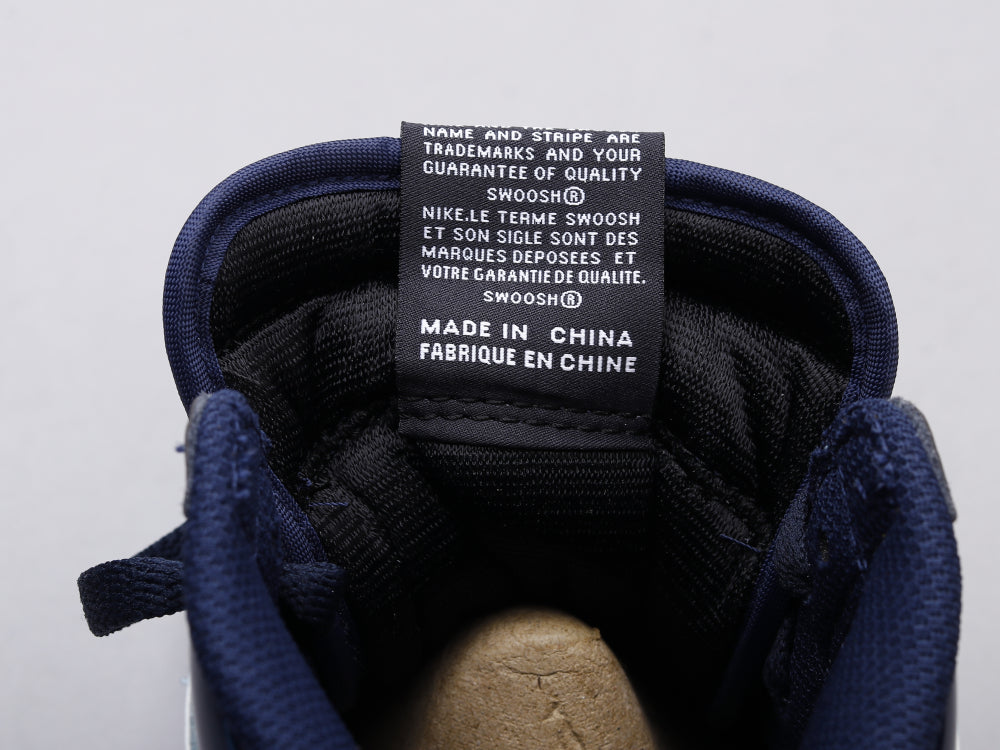 NAME AND STRIPE ARE
TRADEMARKS AND YOUR
GUARANTEE OF QUALITY
SWOOSH®
NIKE.LE TERME SWOOSH
ET SON SIGLE SONT DES
MARQUES DEPOSEES ET
VOTRE GARANTIE DE QUALITE.
SWOOSH®
MADE IN CHINA
FABRIQUE EN CHINE